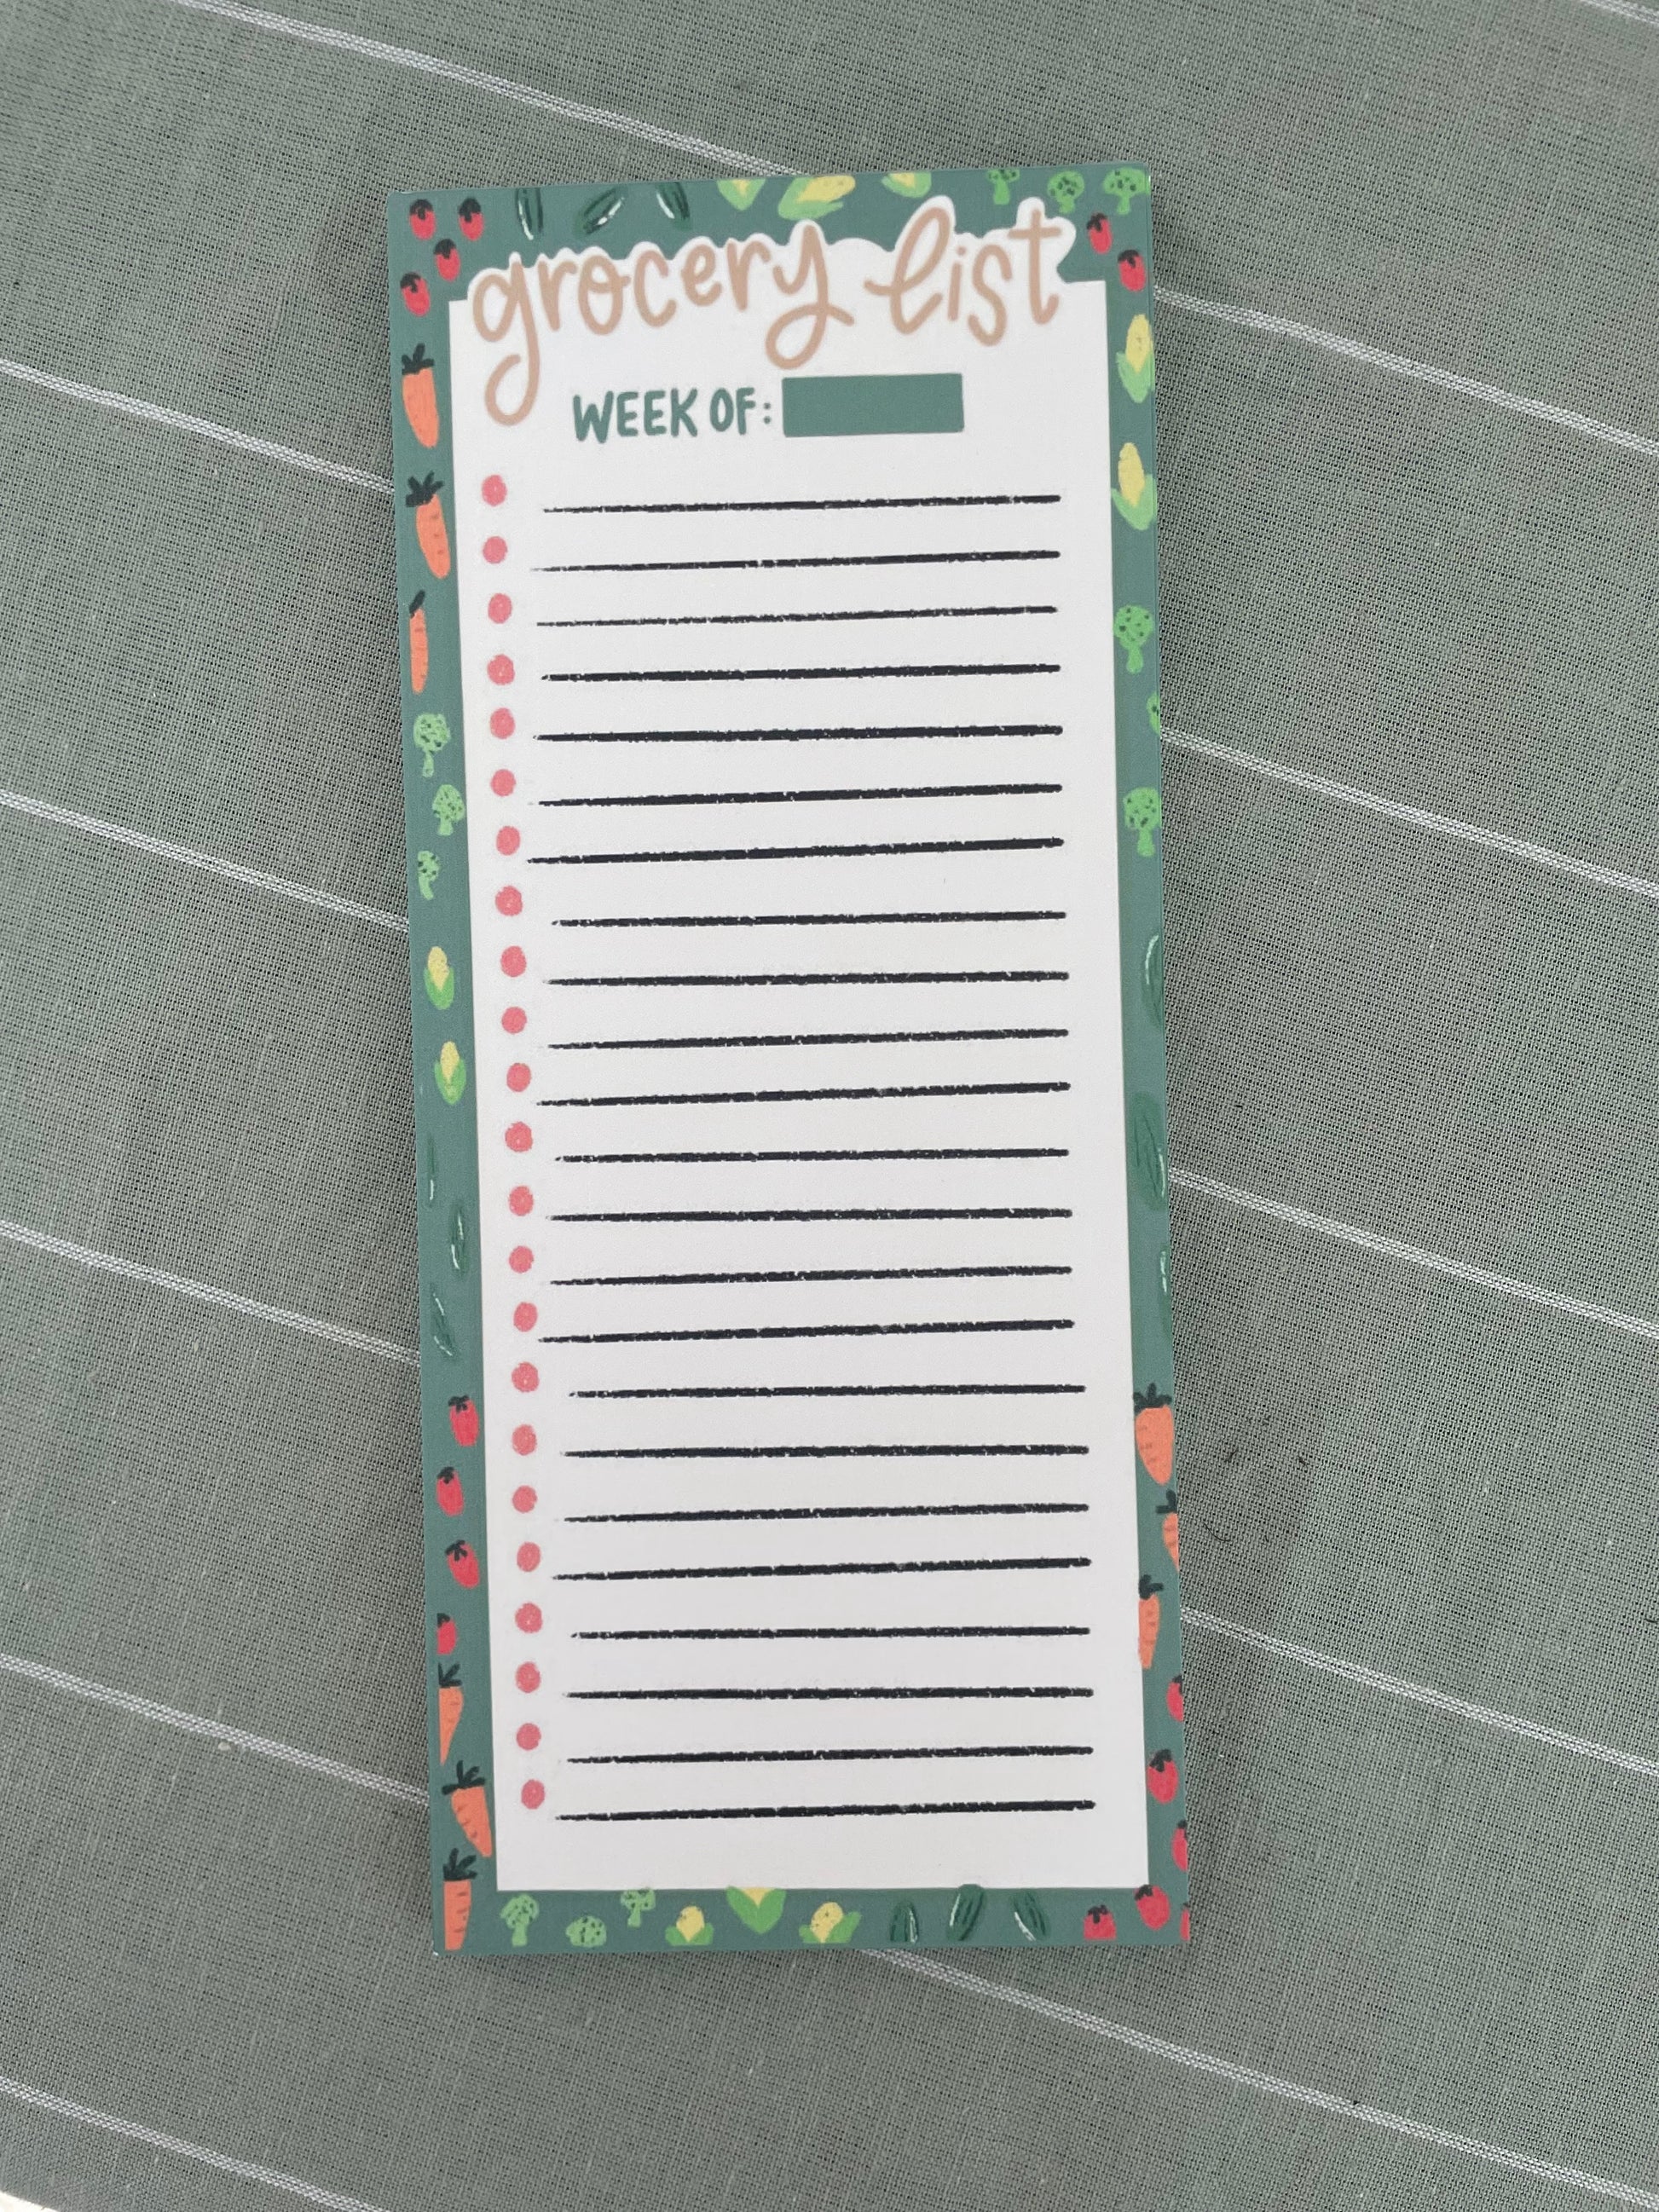 grocery list
WEEK OF: